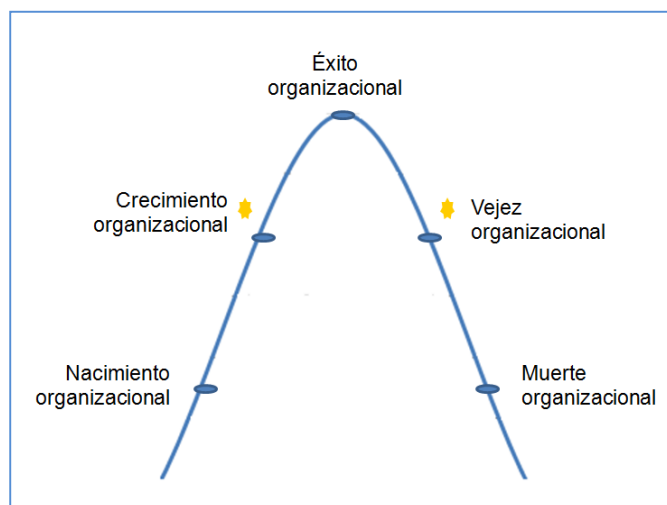 Éxito
organizacional
Crecimiento
organizacional
Vejez
organizacional
Nacimiento
organizacional
Muerte
organizacional